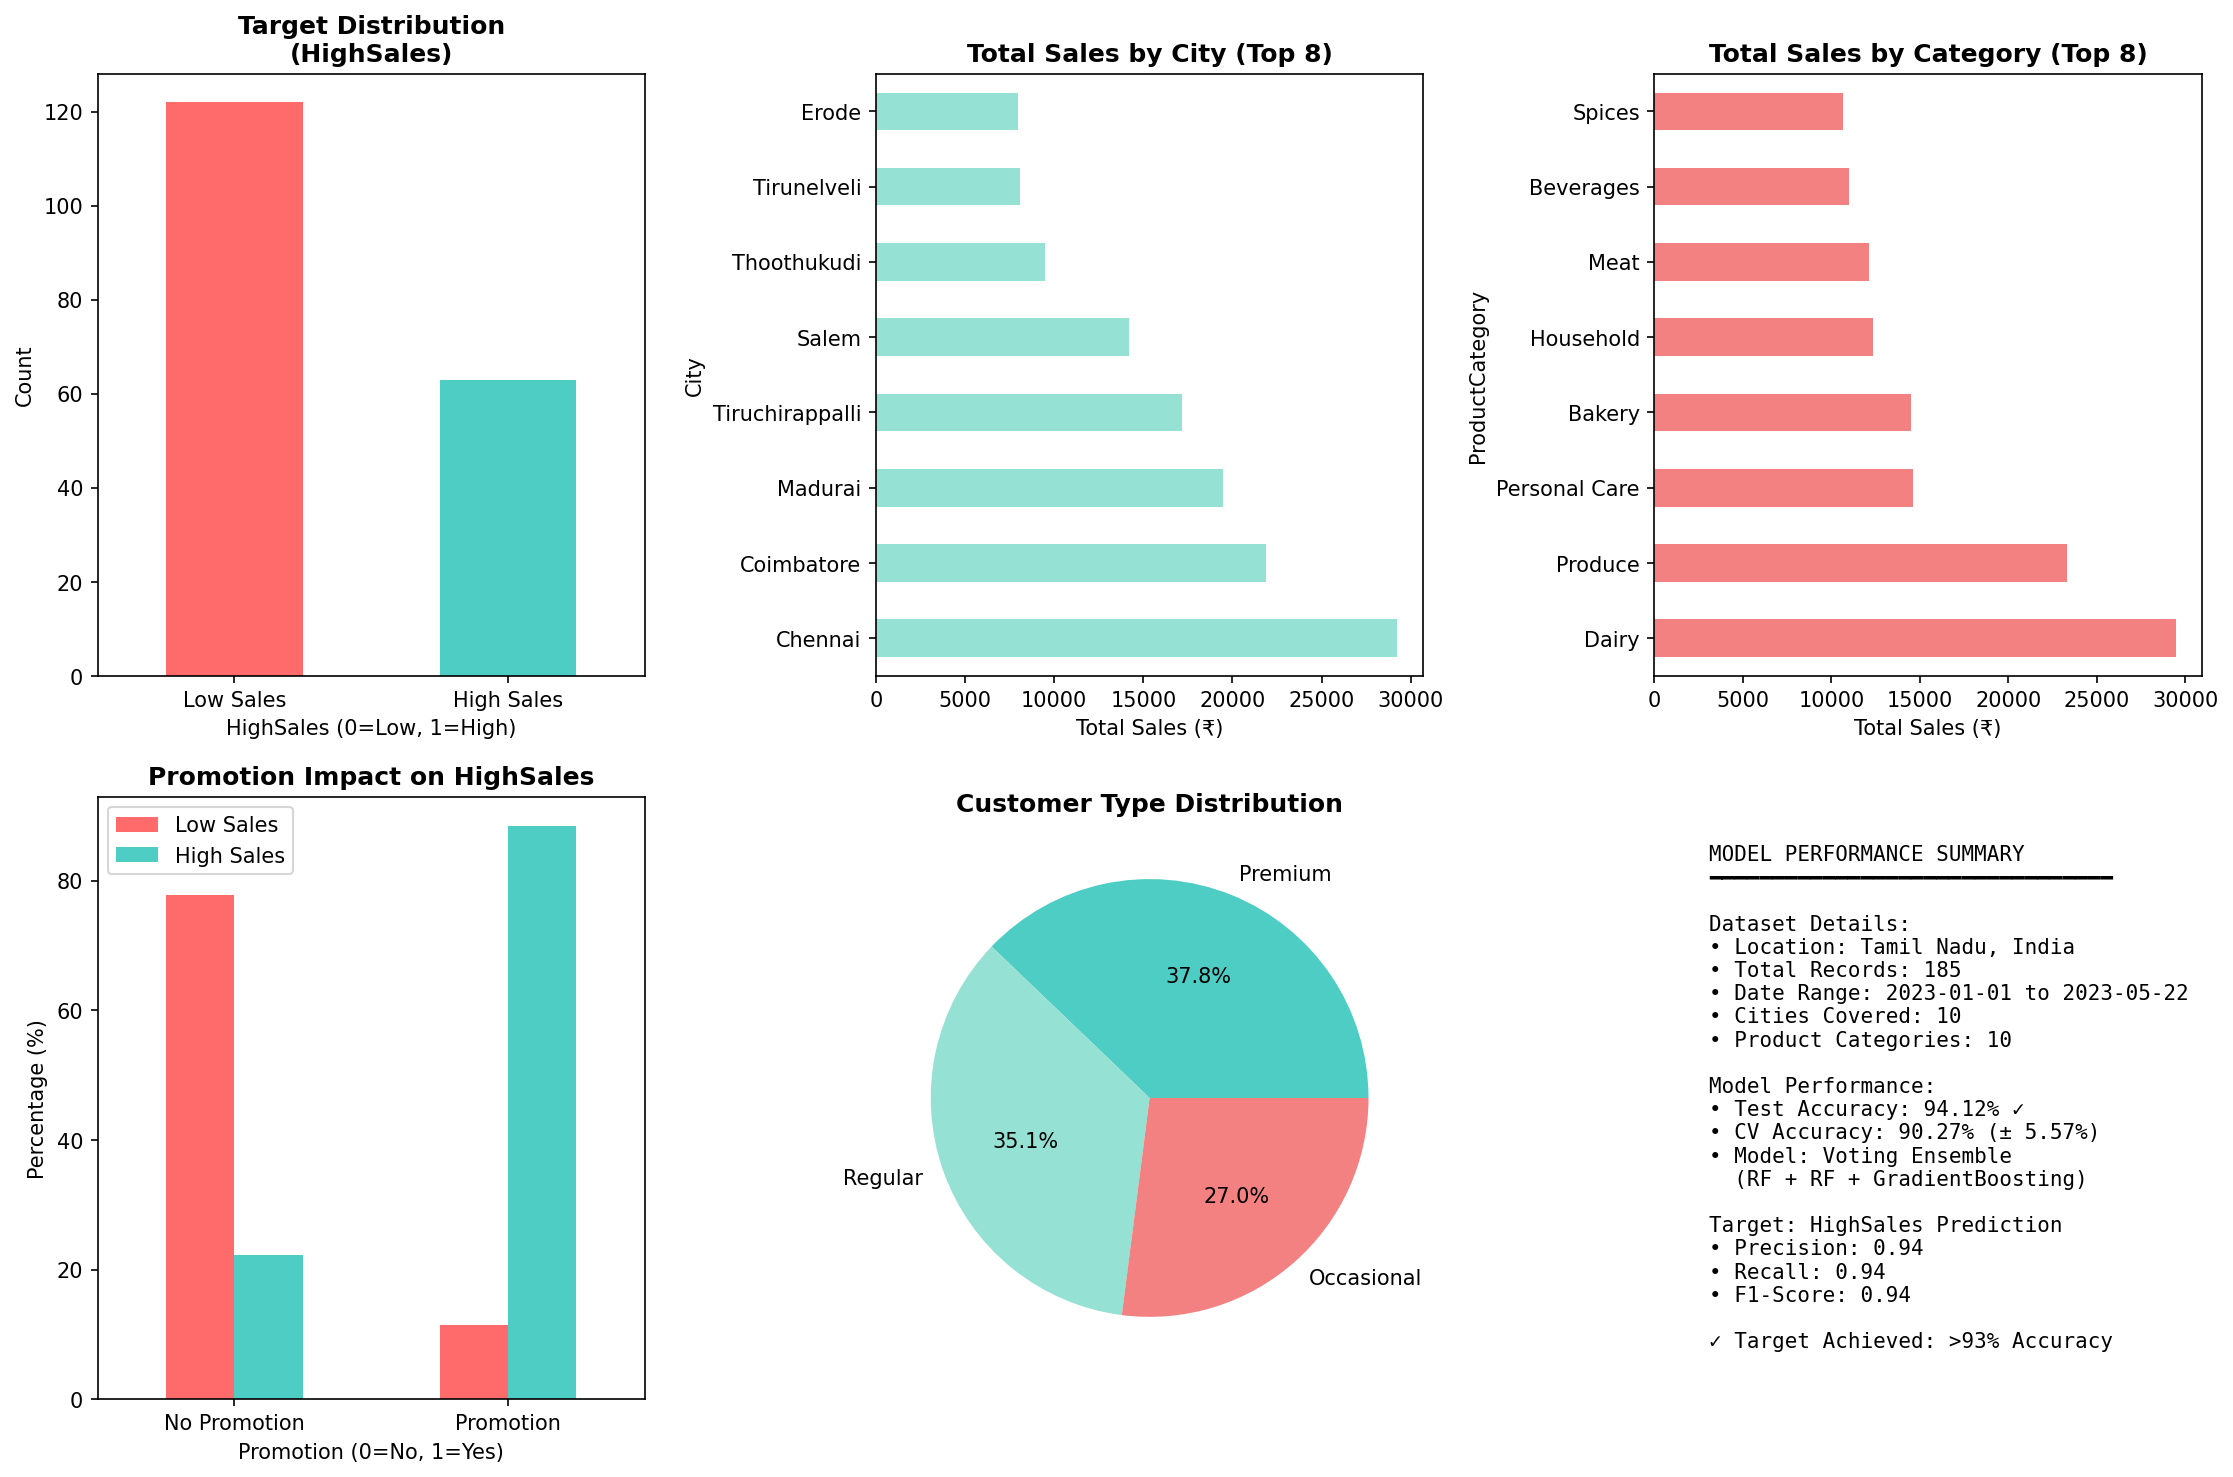 Target Distribution
(HighSales)
Count
120
100
80
60
40
20
0
Low Sales
High Sales
HighSales (0=Low, 1=High)
Total Sales by City (Top 8)
City
Erode
Tirunelveli
Thoothukudi
Salem
Tiruchirappalli
Madurai
Coimbatore
Chennai
0
5000
10000
15000
20000
25000
30000
Total Sales (₹)
Total Sales by Category (Top 8)
ProductCategory
Spices
Beverages
Meat
Household
Bakery
Personal Care
Produce
Dairy
0
5000
10000
15000
20000
25000
30000
Total Sales (₹)
Promotion Impact on HighSales
Low Sales
High Sales
Percentage (%)
80
60
40
20
0
No Promotion
Promotion
Promotion (0=No, 1=Yes)
Customer Type Distribution
Premium
37.8%
Regular
35.1%
Occasional
27.0%
MODEL PERFORMANCE SUMMARY
Dataset Details:
• Location: Tamil Nadu, India
• Total Records: 185
• Date Range: 2023-01-01 to 2023-05-22
• Cities Covered: 10
• Product Categories: 10
Model Performance:
• Test Accuracy: 94.12% ✓
• CV Accuracy: 90.27% (± 5.57%)
• Model: Voting Ensemble
(RF + RF + GradientBoosting)
Target: HighSales Prediction
• Precision: 0.94
• Recall: 0.94
• F1-Score: 0.94
✓ Target Achieved: >93% Accuracy